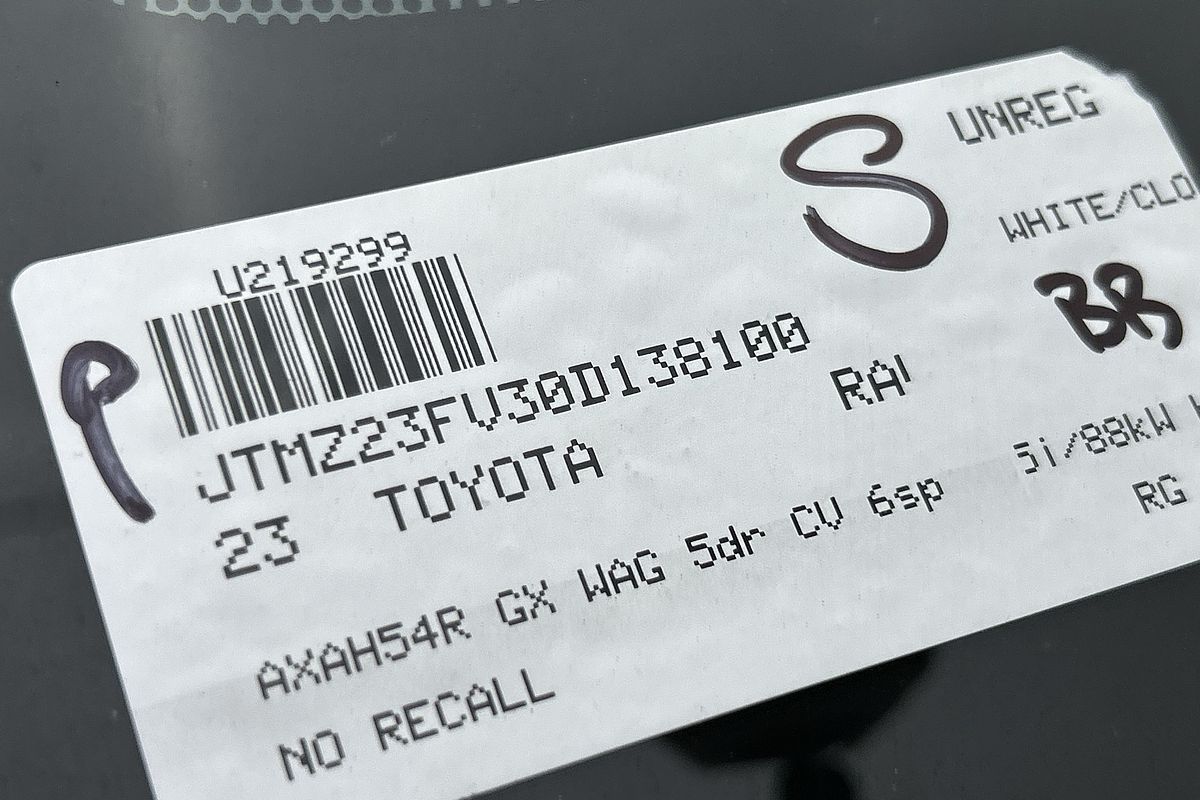 UNREG
S
WHITE/CLO
U219299
BR
P
JTMZ23FV30D138100
RA
23 TOYOTA
5i/88kW
AXAH54R GX WAG 5dr CV 6sp
RG
NO RECALL